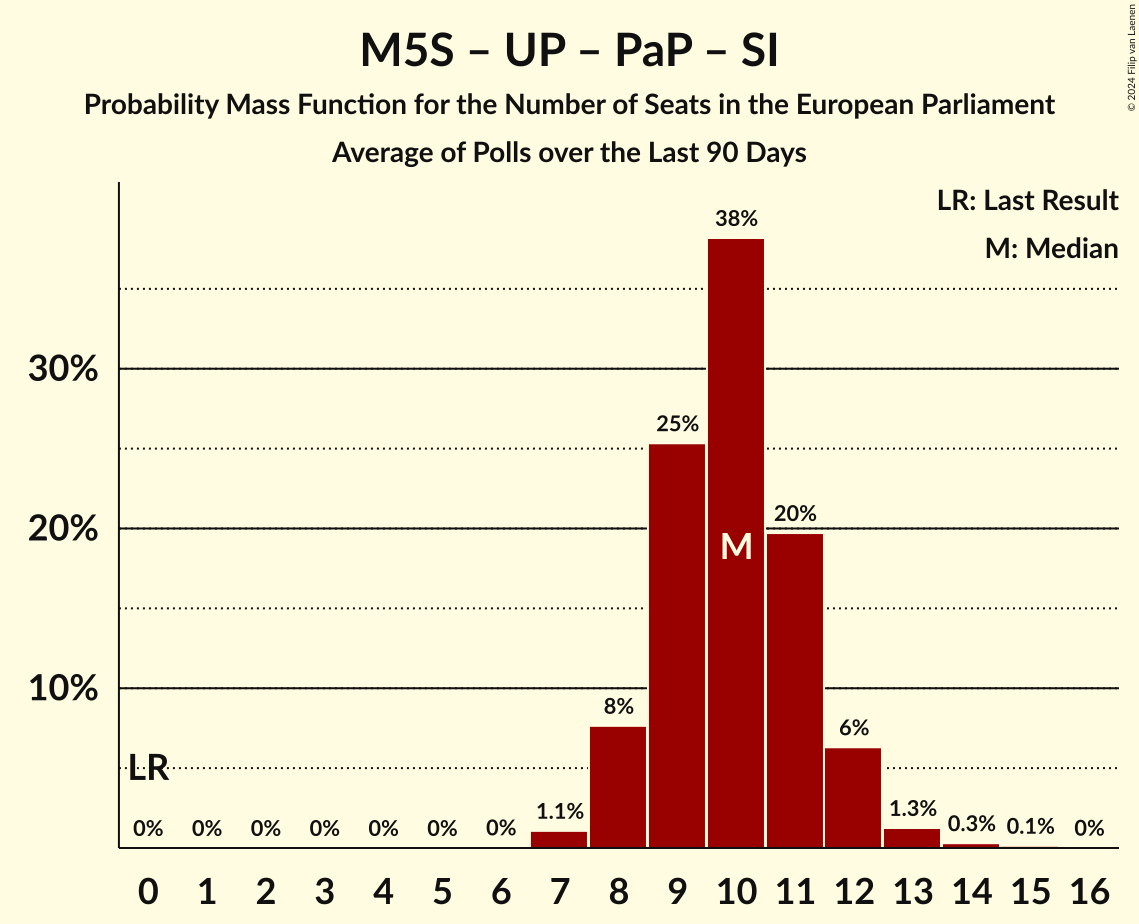 M5S – UP – PaP – SI
Probability Mass Function for the Number of Seats in the European Parliament
Average of Polls over the Last 90 Days
© 2024 Filip van Laenen
LR: Last Result
M: Median
30%
20%
10%
LR
0% 0% 0% 0% 0% 0% 0% 1.1% 8% 25% 38% 20% 6% 1.3% 0.3% 0.1% 0%
M
0 1 2 3 4 5 6 7 8 9 10 11 12 13 14 15 16